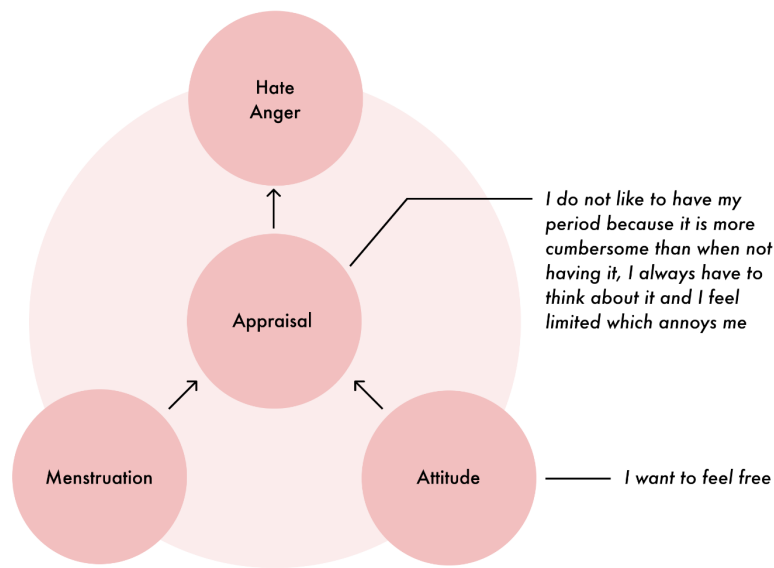 Hate
Anger
I do not like to have my
period because it is more
cumbersome than when not
having it, I always have to
think about it and I feel
limited which annoys me
Appraisal
Menstruation
Attitude
I want to feel free